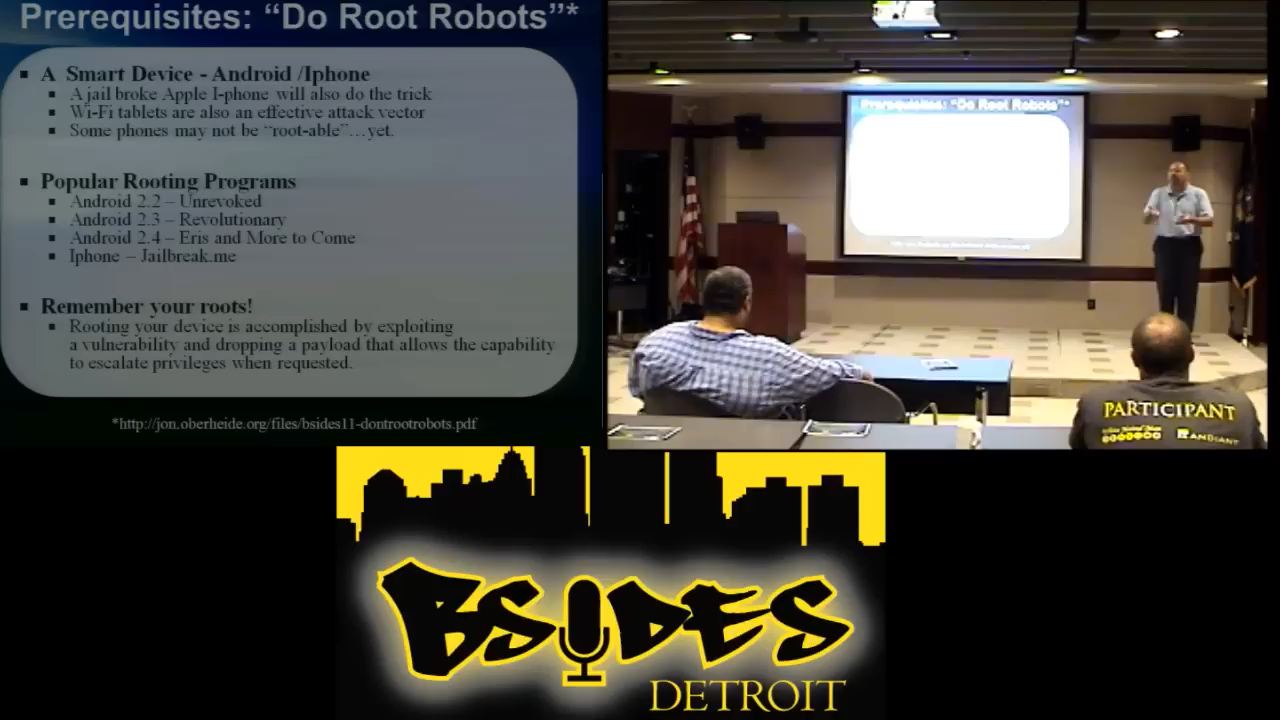 Prerequisites: “Do Root Robots”*
A Smart Device - Android /Iphone
A jail broke Apple I-phone will also do the trick
Wi-Fi tablets are also an effective attack vector
Some phones may not be “root-able”…yet.
Popular Rooting Programs
Android 2.2 – Unrevoked
Android 2.3 – Revolutionary
Android 2.4 – Eris and More to Come
Iphone – Jailbreak.me
Remember your roots!
Rooting your device is accomplished by exploiting
a vulnerability and dropping a payload that allows the capability
to escalate privileges when requested.
*http://jon.oberheide.org/files/bsides11-dontrootrobots.pdf
Prerequisites: “Do Root Robots”*
PARTICIPANT
MANDIANT
BSIDES
DETROIT